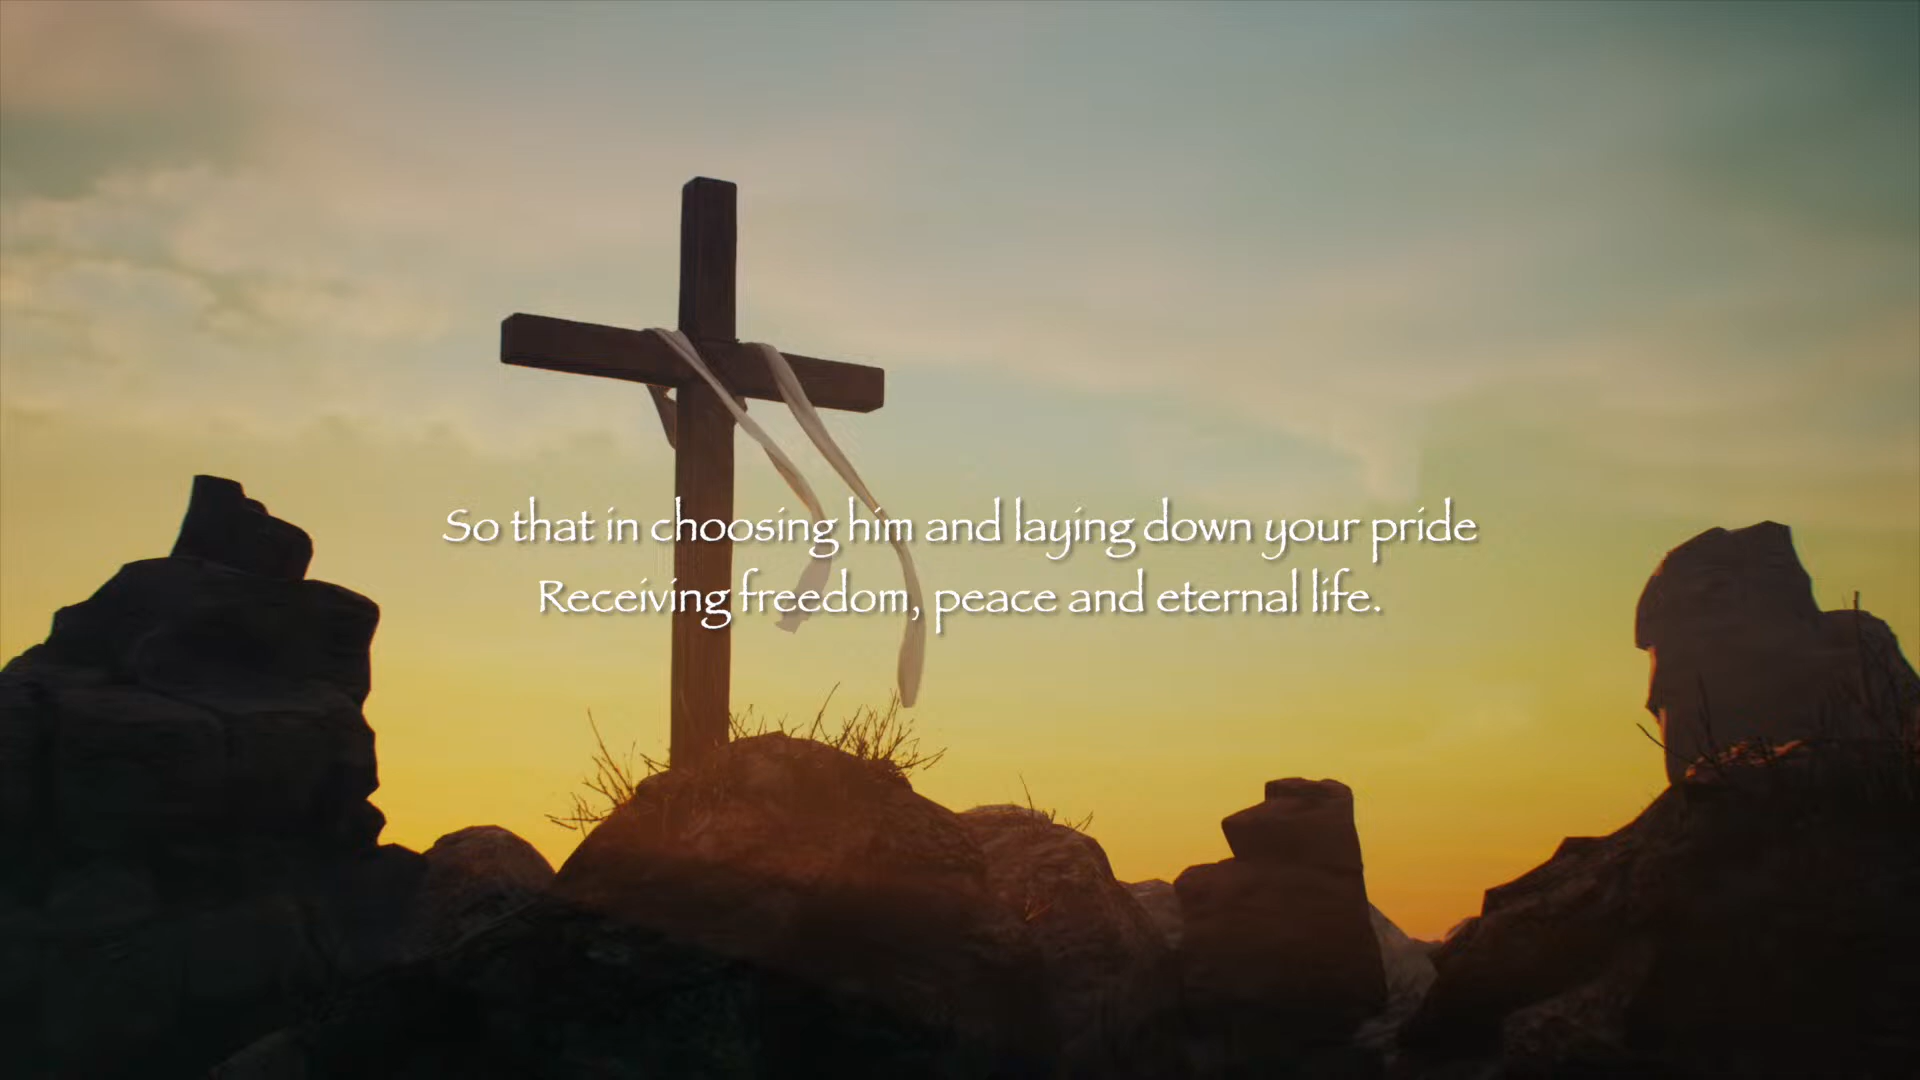 So that in choosing him and laying down your pride
Receiving freedom, peace and eternal life.